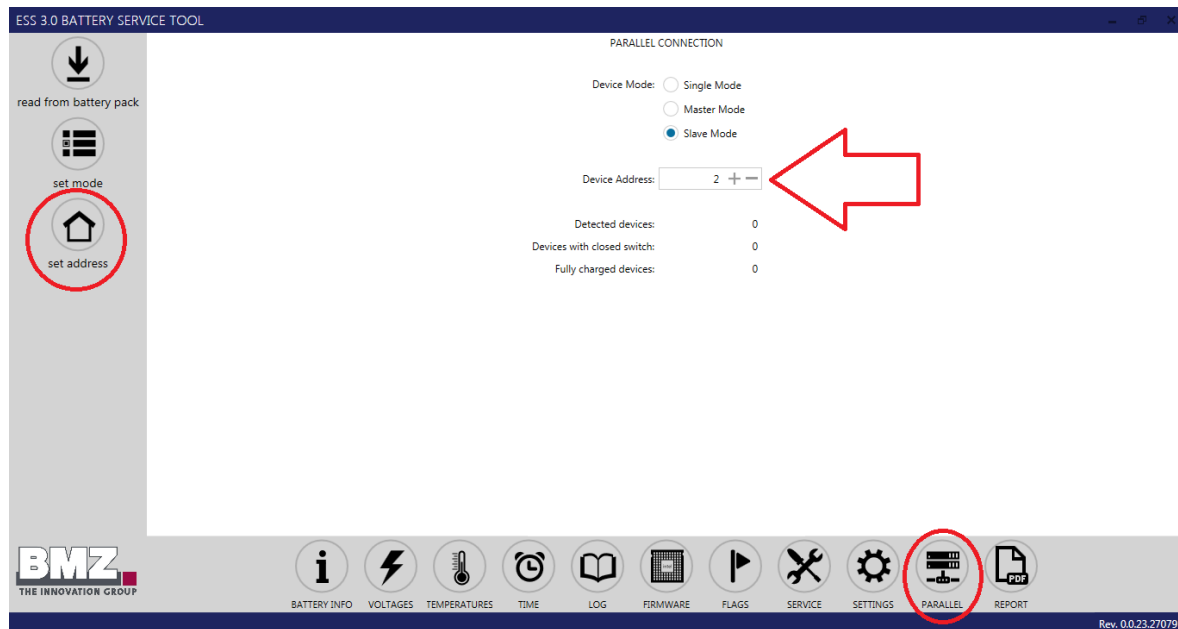 ESS 3.0 BATTERY SERVICE TOOL
PARALLEL CONNECTION
read from battery pack
Device Mode: Single Mode
Master Mode
Slave Mode
set mode
Device Address: 2
set address
Detected devices: 0
Devices with closed switch: 0
Fully charged devices: 0
BMZ
THE INNOVATION GROUP
PDF
BATTERY INFO VOLTAGES TEMPERATURES TIME LOG FIRMWARE FLAGS SERVICE SETTINGS PARALLEL REPORT
Rev. 0.0.23.27079